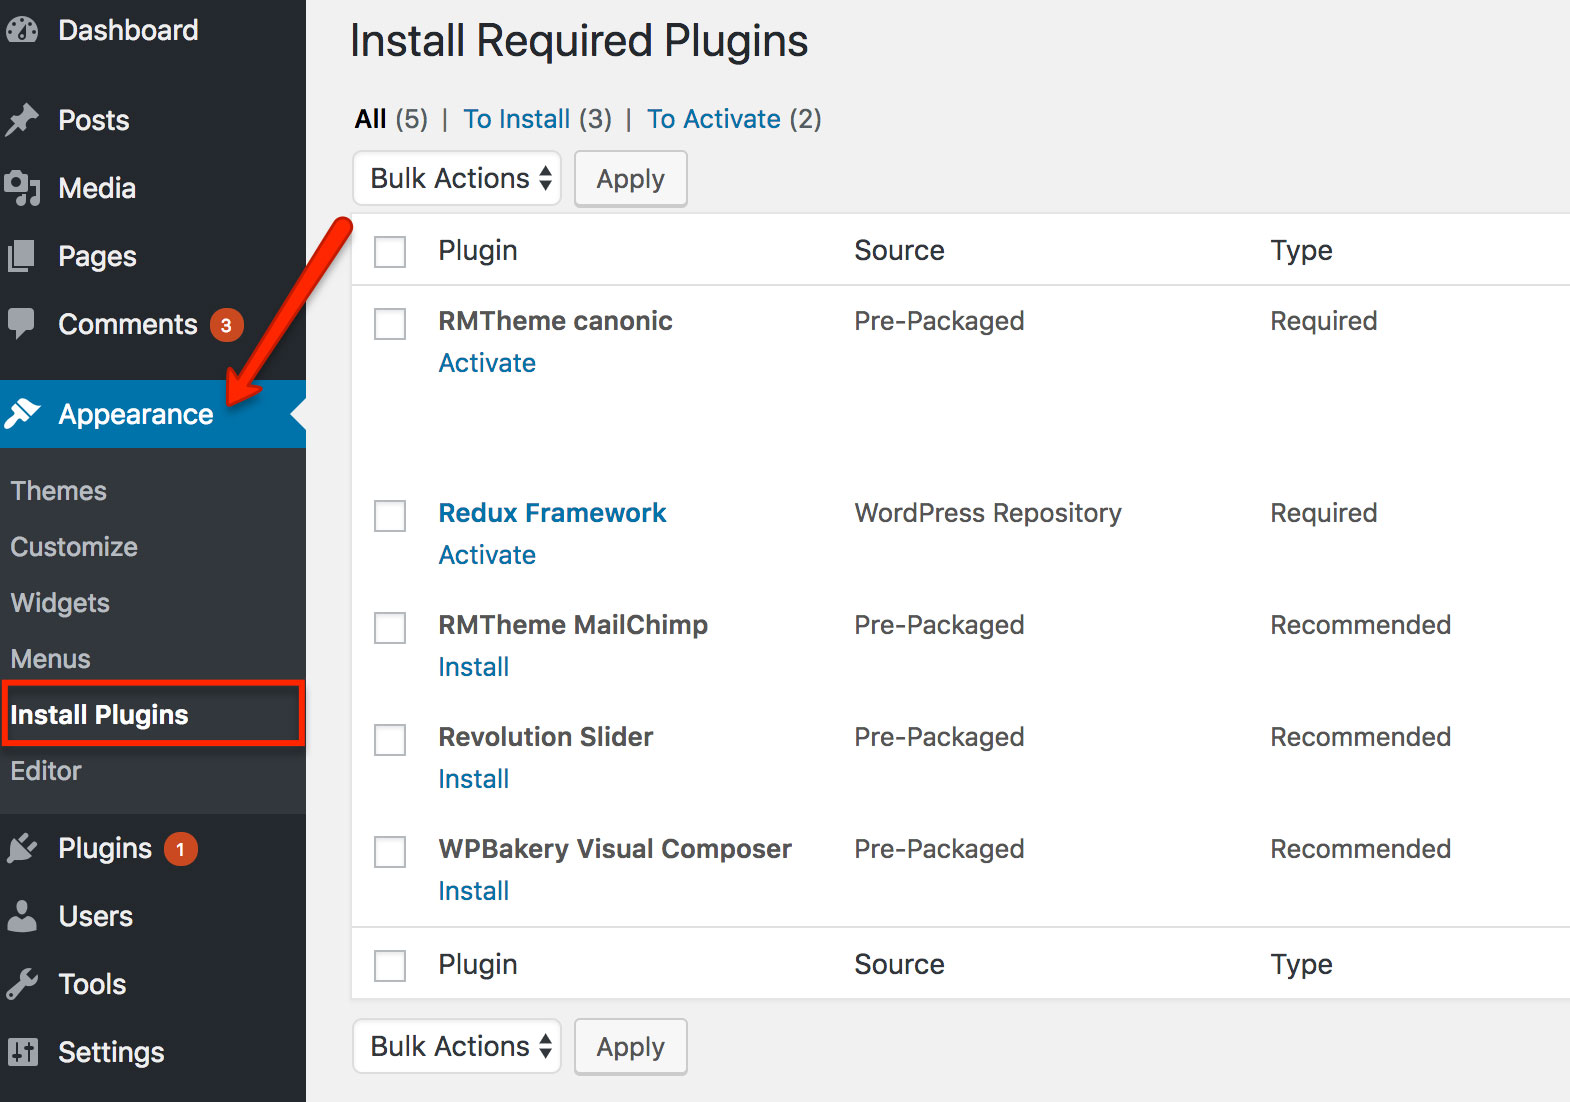 Dashboard
Posts
Media
Pages
Comments 3
Appearance
Themes
Customize
Widgets
Menus
Install Plugins
Editor
Plugins 1
Users
Tools
Settings
Install Required Plugins
All (5) | To Install (3) | To Activate (2)
Bulk Actions Apply
Plugin Source Type
RMTheme canonic Pre-Packaged Required
Activate
Redux Framework WordPress Repository Required
Activate
RMTheme MailChimp Pre-Packaged Recommended
Install
Revolution Slider Pre-Packaged Recommended
Install
WPBakery Visual Composer Pre-Packaged Recommended
Install
Plugin Source Type
Bulk Actions Apply